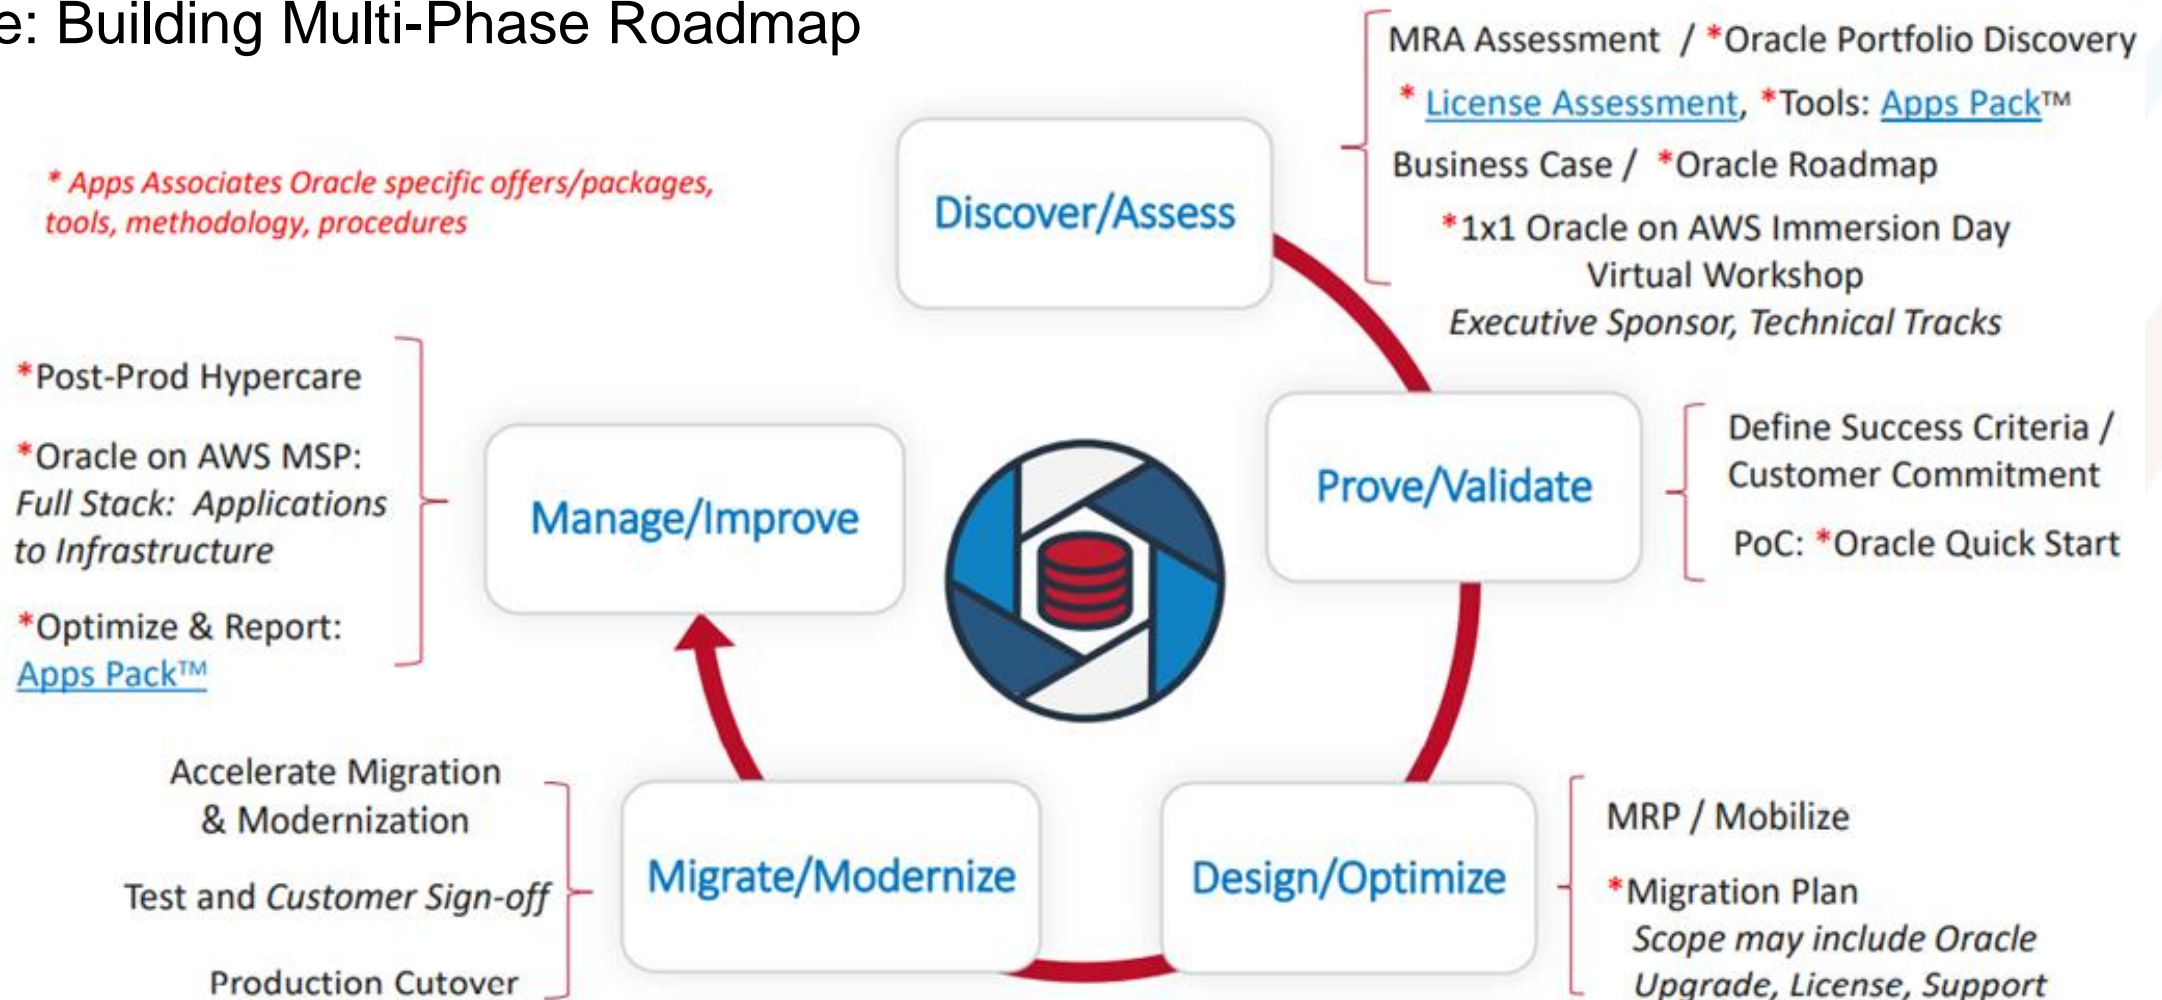 e: Building Multi-Phase Roadmap
* Apps Associates Oracle specific offers/packages,
tools, methodology, procedures
Discover/Assess
MRA Assessment / *Oracle Portfolio Discovery
* License Assessment, *Tools: Apps Pack™
Business Case / *Oracle Roadmap
*1x1 Oracle on AWS Immersion Day
Virtual Workshop
Executive Sponsor, Technical Tracks
Prove/Validate
Define Success Criteria /
Customer Commitment
PoC: *Oracle Quick Start
Design/Optimize
MRP / Mobilize
*Migration Plan
Scope may include Oracle
Upgrade, License, Support
Migrate/Modernize
Accelerate Migration
& Modernization
Test and Customer Sign-off
Production Cutover
Manage/Improve
*Post-Prod Hypercare
*Oracle on AWS MSP:
Full Stack: Applications
to Infrastructure
*Optimize & Report:
Apps Pack™